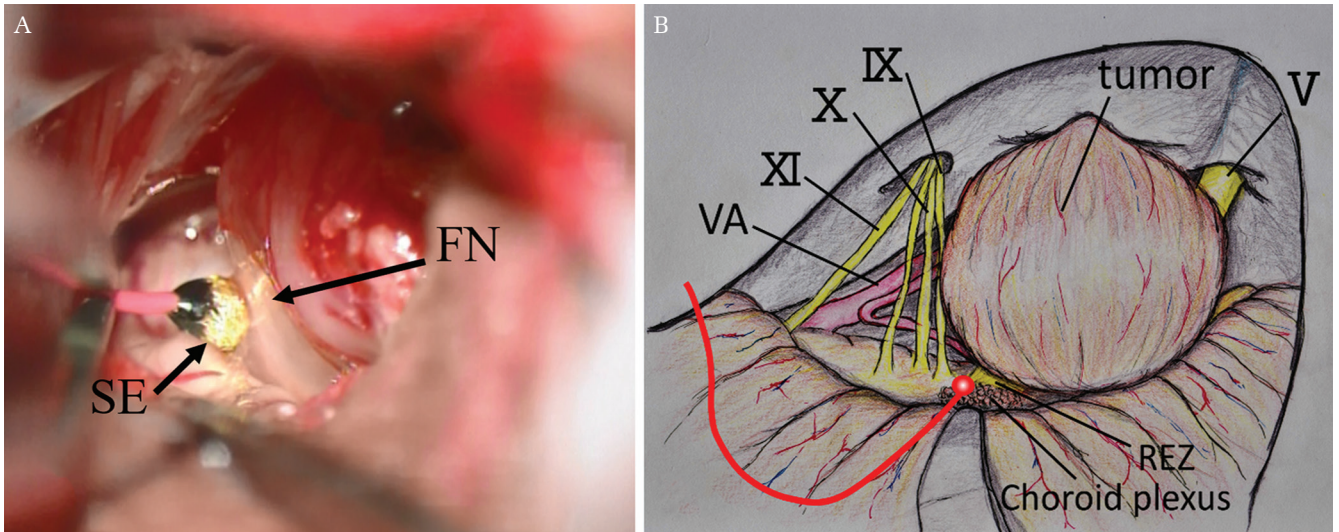 A
FN
SE
B
IX
X
XI
VA
tumor
V
REZ
Choroid plexus